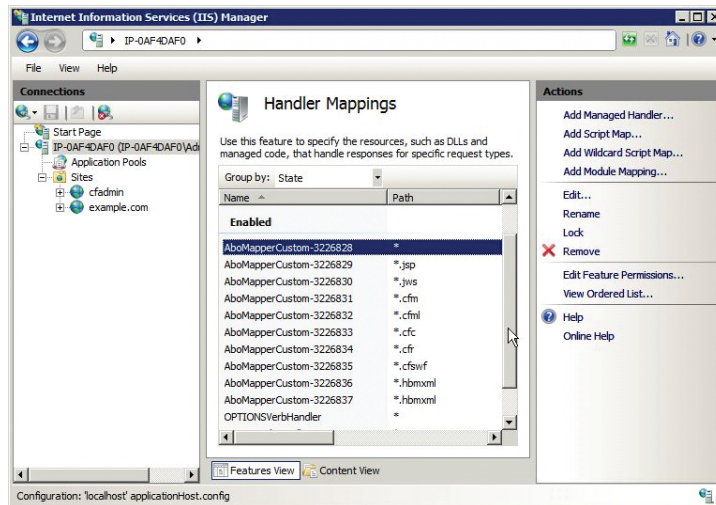 Internet Information Services (IIS) Manager
IP-0AF4DAF0
File View Help
Connections
Start Page
IP-0AF4DAF0 (IP-0AF4DAF0\Adi
Application Pools
Sites
cfadmin
example.com
Handler Mappings
Use this feature to specify the resources, such as DLLs and
managed code, that handle responses for specific request types.
Group by: State
Name Path
Enabled
AboMapperCustom-3226828 *
AboMapperCustom-3226829 *.jsp
AboMapperCustom-3226830 *.jws
AboMapperCustom-3226831 *.cfm
AboMapperCustom-3226832 *.cfml
AboMapperCustom-3226833 *.cfc
AboMapperCustom-3226834 *.cfr
AboMapperCustom-3226835 *.cfswf
AboMapperCustom-3226836 *.hbmxml
AboMapperCustom-3226837 *.hbmxml
OPTIONSVerbHandler *
Features View Content View
Actions
Add Managed Handler...
Add Script Map...
Add Wildcard Script Map...
Add Module Mapping...
Edit...
Rename
Lock
Remove
Edit Feature Permissions...
View Ordered List...
Help
Online Help
Configuration: 'localhost' applicationHost.config